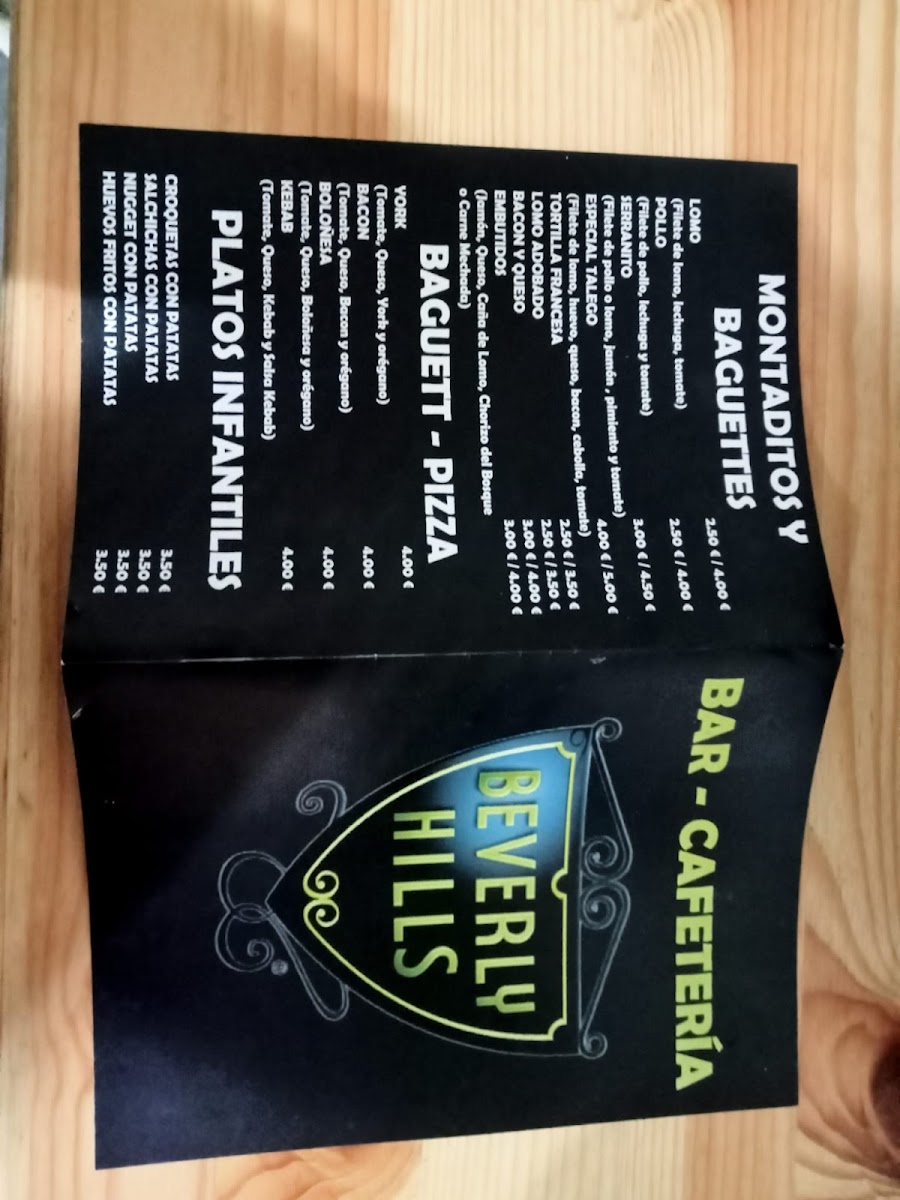 MONTADITOS Y
BAGUETTES
LOMO 2.50 € / 4.00 €
(Filete de lomo, lechuga, tomate)
POLLO 2.50 € / 4.00 €
(Filete de pollo, lechuga y tomate)
SERRANITO 3.00 € / 4.50 €
(Filete de pollo o lomo, jamón , pimiento y tomate)
ESPECIAL TALEGO 4.00 € / 5.00 €
(Filete de lomo, huevo, queso, bacon, cebolla, tomate)
TORTILLA FRANCESA 2.50 € / 3.50 €
LOMO ADOBADO 2.50 € / 3.50 €
BACON Y QUESO 3.00 € / 4.00 €
EMBUTIDOS 3.00 € / 4.00 €
(Jamón, Queso, Caña de Lomo, Chorizo del Bosque
o Carne Mechada)
BAGUETT - PIZZA
YORK 4.00 €
(Tomate, Queso, York y orégano)
BACON 4.00 €
(Tomate, Queso, Bacon y orégano)
BOLOÑESA 4.00 €
(Tomate, Queso, Boloñesa y orégano)
KEBAB 4.00 €
(Tomate, Queso, Kebab y Salsa Kebab)
PLATOS INFANTILES
CROQUETAS CON PATATAS 3.50 €
SALCHICHAS CON PATATAS 3.50 €
NUGGET CON PATATAS 3.50 €
HUEVOS FRITOS CON PATATAS 3.50 €
BAR - CAFETERÍA
BEVERLY
HILLS